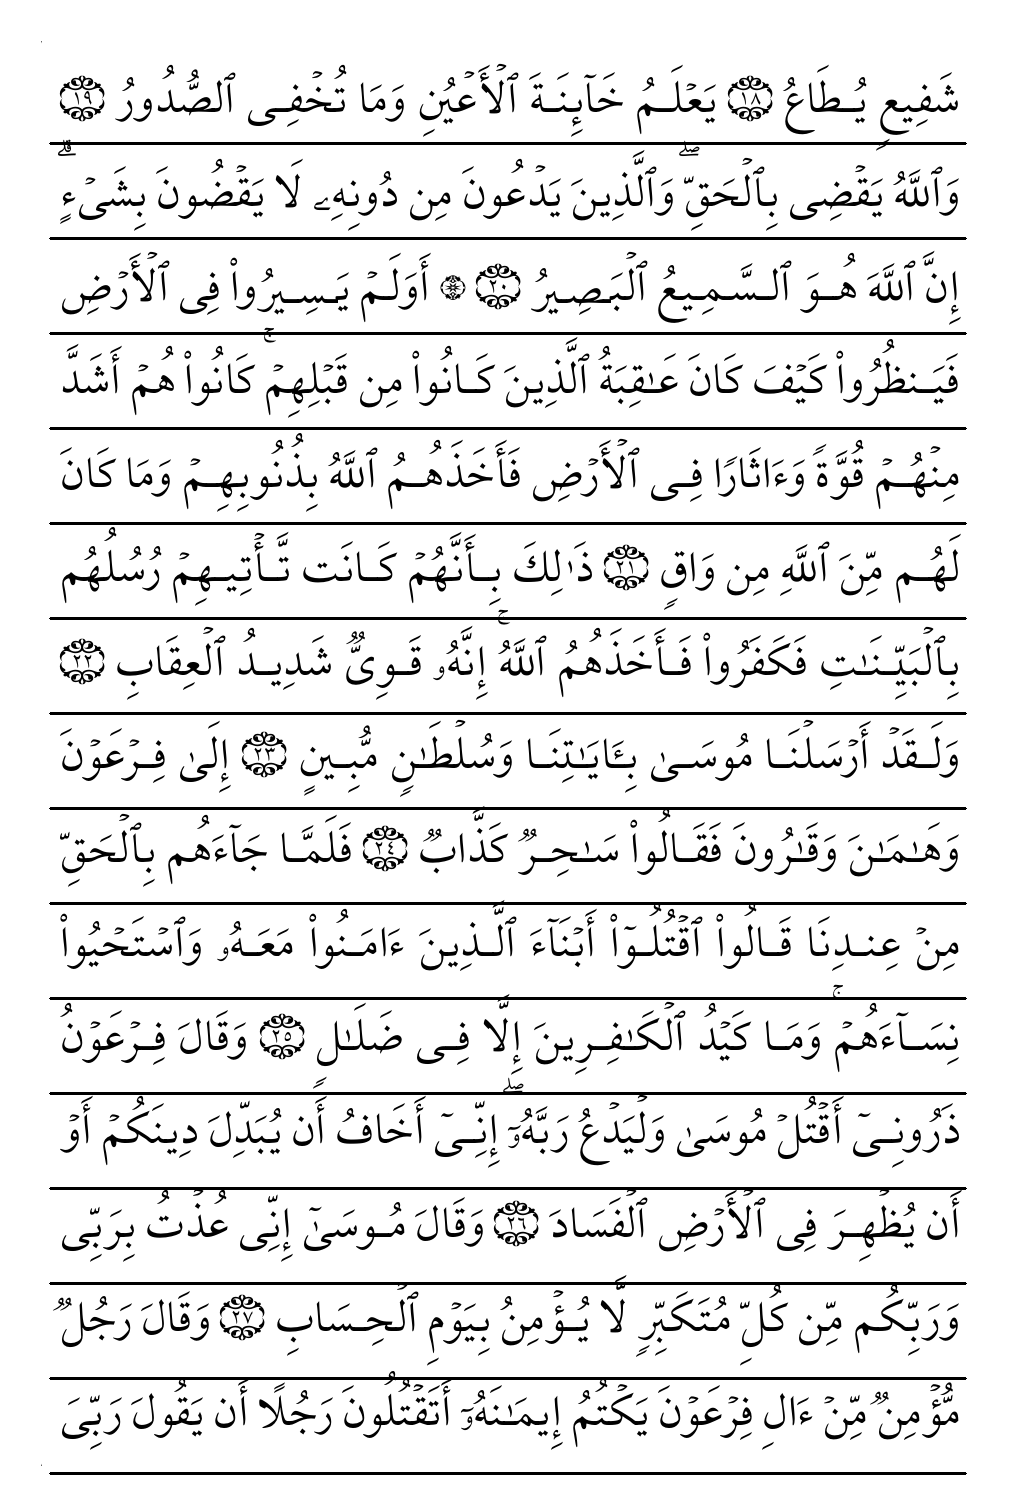 شَفِيعٖ يُطَاعُ ١٨ يَعۡلَمُ خَآئِنَةَ ٱلۡأَعۡيُنِ وَمَا تُخۡفِى ٱلصُّدُورُ ١٩
وَٱللَّهُ يَقۡضِى بِٱلۡحَقِّۖ وَٱلَّذِينَ يَدۡعُونَ مِن دُونِهِۦ لَا يَقۡضُونَ بِشَىۡءٍۗ
إِنَّ ٱللَّهَ هُوَ ٱلسَّمِيعُ ٱلۡبَصِيرُ ٢٠ ۞ أَوَلَمۡ يَسِيرُواْ فِى ٱلۡأَرۡضِ
فَيَنظُرُواْ كَيۡفَ كَانَ عَٰقِبَةُ ٱلَّذِينَ كَانُواْ مِن قَبۡلِهِمۡۚ كَانُواْ هُمۡ أَشَدَّ
مِنۡهُمۡ قُوَّةٗ وَءَاثَارٗا فِى ٱلۡأَرۡضِ فَأَخَذَهُمُ ٱللَّهُ بِذُنُوبِهِمۡ وَمَا كَانَ
لَهُم مِّنَ ٱللَّهِ مِن وَاقٖ ٢١ ذَٰلِكَ بِأَنَّهُمۡ كَانَت تَّأۡتِيهِمۡ رُسُلُهُم
بِٱلۡبَيِّنَٰتِ فَكَفَرُواْ فَأَخَذَهُمُ ٱللَّهُۚ إِنَّهُۥ قَوِىّٞ شَدِيدُ ٱلۡعِقَابِ ٢٢
وَلَقَدۡ أَرۡسَلۡنَا مُوسَىٰ بِـَٔايَٰتِنَا وَسُلۡطَٰنٖ مُّبِينٍ ٢٣ إِلَىٰ فِرۡعَوۡنَ
وَهَٰمَٰنَ وَقَٰرُونَ فَقَالُواْ سَٰحِرٞ كَذَّابٞ ٢٤ فَلَمَّا جَآءَهُم بِٱلۡحَقِّ
مِنۡ عِندِنَا قَالُواْ ٱقۡتُلُوٓاْ أَبۡنَآءَ ٱلَّذِينَ ءَامَنُواْ مَعَهُۥ وَٱسۡتَحۡيُواْ
نِسَآءَهُمۡۚ وَمَا كَيۡدُ ٱلۡكَٰفِرِينَ إِلَّا فِى ضَلَٰلٖ ٢٥ وَقَالَ فِرۡعَوۡنُ
ذَرُونِىٓ أَقۡتُلۡ مُوسَىٰ وَلۡيَدۡعُ رَبَّهُۥٓۖ إِنِّىٓ أَخَافُ أَن يُبَدِّلَ دِينَكُمۡ أَوۡ
أَن يُظۡهِرَ فِى ٱلۡأَرۡضِ ٱلۡفَسَادَ ٢٦ وَقَالَ مُوسَىٰٓ إِنِّى عُذۡتُ بِرَبِّى
وَرَبِّكُم مِّن كُلِّ مُتَكَبِّرٖ لَّا يُؤۡمِنُ بِيَوۡمِ ٱلۡحِسَابِ ٢٧ وَقَالَ رَجُلٞ
مُّؤۡمِنٞ مِّنۡ ءَالِ فِرۡعَوۡنَ يَكۡتُمُ إِيمَٰنَهُۥٓ أَتَقۡتُلُونَ رَجُلًا أَن يَقُولَ رَبِّىَ